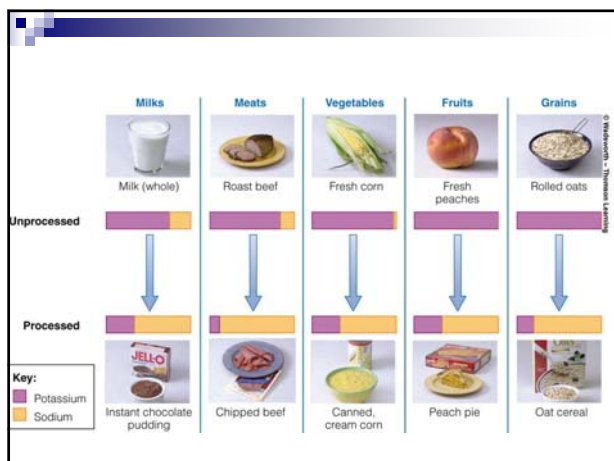 Milks
Meats
Vegetables
Fruits
Grains
© Wadsworth – Thomson Learning
Milk (whole)
Roast beef
Fresh corn
Fresh
peaches
Rolled oats
Unprocessed
Processed
JELL-O
Key:
Potassium
Sodium
Instant chocolate
pudding
Chipped beef
Canned,
cream corn
Peach pie
Oat cereal